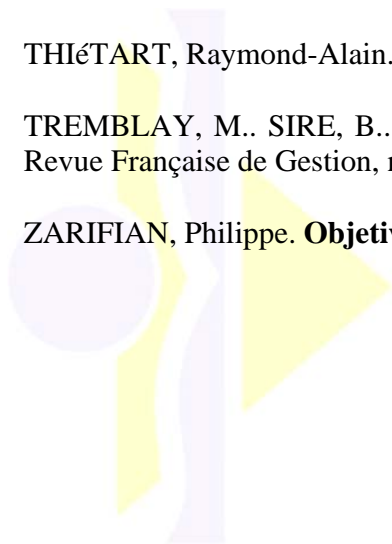 THIéTART, Raymond-Alain.
TREMBLAY, M.. SIRE, B..
Revue Française de Gestion,
ZARIFIAN, Philippe. Objeti